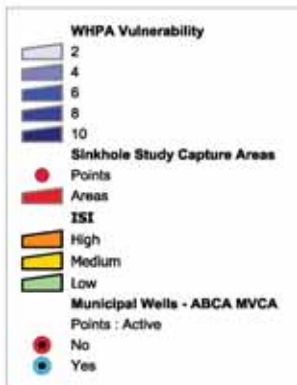 WHPA Vulnerability
2
4
6
8
10
Sinkhole Study Capture Areas
Points
Areas
ISI
High
Medium
Low
Municipal Wells - ABCA MVCA
Points : Active
No
Yes